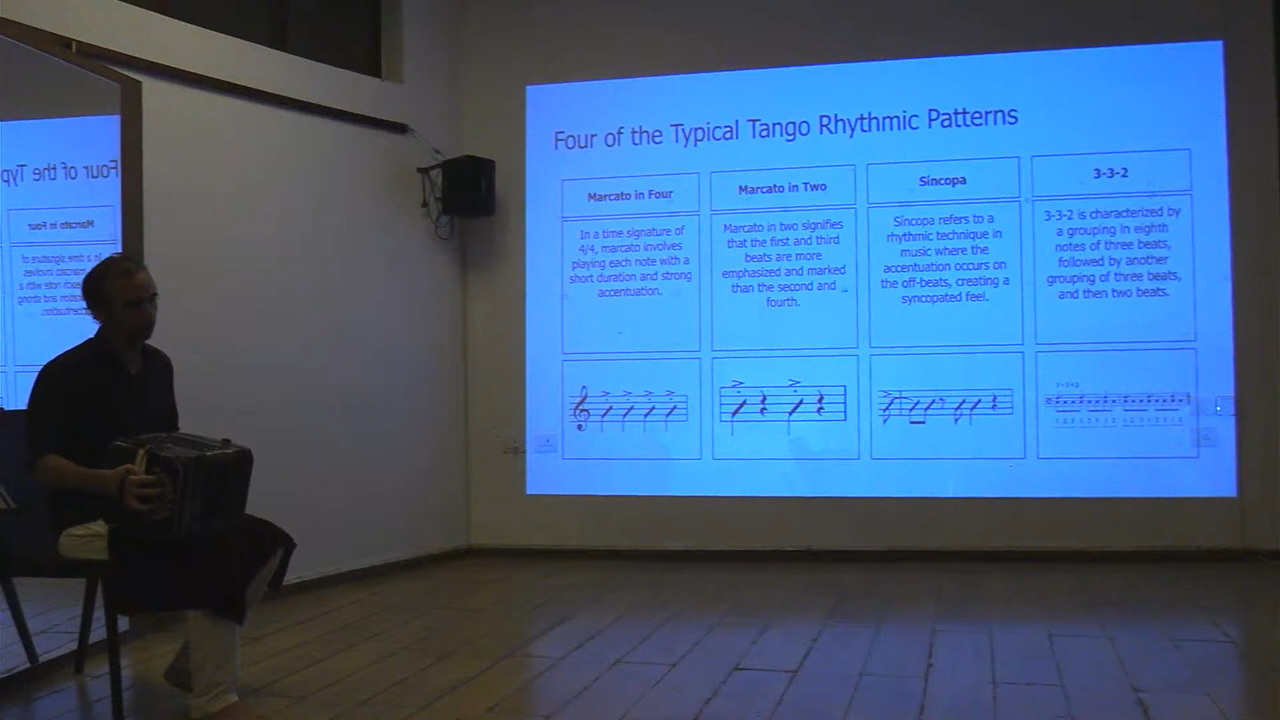 Four of the Typical Tango Rhythmic Patterns
Marcato in Four
In a time signature of
4/4, marcato involves
playing each note with a
short duration and strong
accentuation.
Marcato in Two
Marcato in two signifies
that the first and third
beats are more
emphasized and marked
than the second and
fourth.
Síncopa
Síncopa refers to a
rhythmic technique in
music where the
accentuation occurs on
the off-beats, creating a
syncopated feel.
3-3-2
3-3-2 is characterized by
a grouping in eighth
notes of three beats,
followed by another
grouping of three beats,
and then two beats.
3+3+2